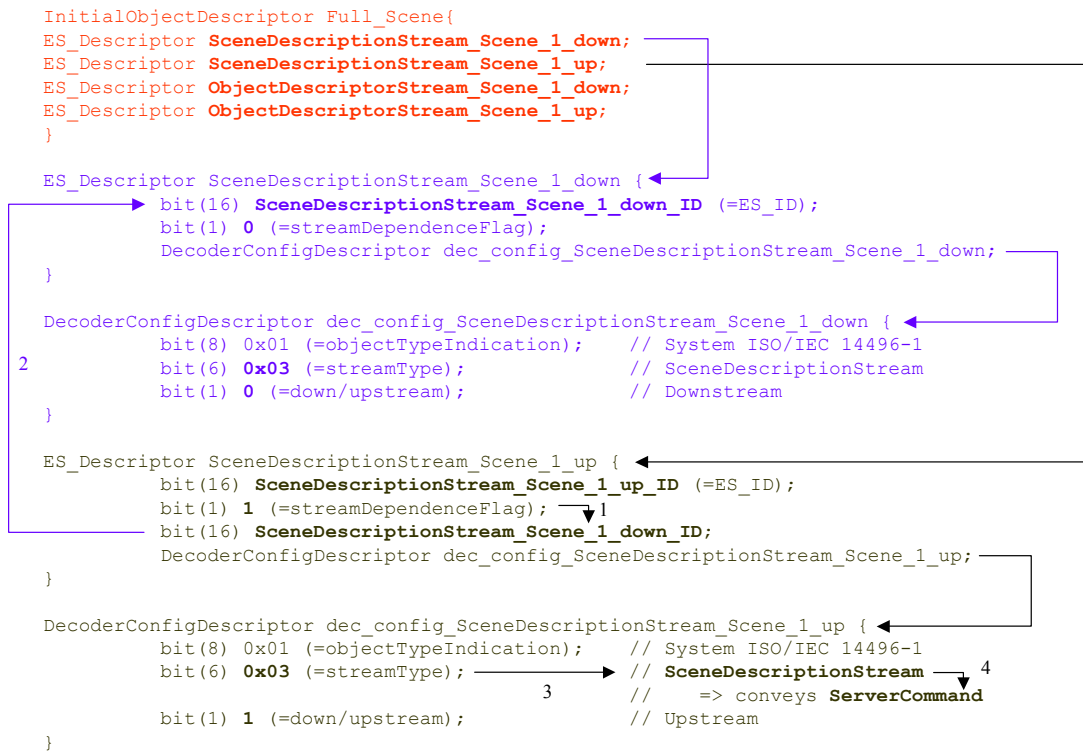 InitialObjectDescriptor Full_Scene{
ES_Descriptor SceneDescriptionStream_Scene_1_down;
ES_Descriptor SceneDescriptionStream_Scene_1_up;
ES_Descriptor ObjectDescriptorStream_Scene_1_down;
ES_Descriptor ObjectDescriptorStream_Scene_1_up;
}
ES_Descriptor SceneDescriptionStream_Scene_1_down {
bit(16) SceneDescriptionStream_Scene_1_down_ID (=ES_ID);
bit(1) 0 (=streamDependenceFlag);
DecoderConfigDescriptor dec_config_SceneDescriptionStream_Scene_1_down;
}
DecoderConfigDescriptor dec_config_SceneDescriptionStream_Scene_1_down {
bit(8) 0x01 (=objectTypeIndication); // System ISO/IEC 14496-1
2 bit(6) 0x03 (=streamType); // SceneDescriptionStream
bit(1) 0 (=down/upstream); // Downstream
}
ES_Descriptor SceneDescriptionStream_Scene_1_up {
bit(16) SceneDescriptionStream_Scene_1_up_ID (=ES_ID);
bit(1) 1 (=streamDependenceFlag); 1
bit(16) SceneDescriptionStream_Scene_1_down_ID;
DecoderConfigDescriptor dec_config_SceneDescriptionStream_Scene_1_up;
}
DecoderConfigDescriptor dec_config_SceneDescriptionStream_Scene_1_up {
bit(8) 0x01 (=objectTypeIndication); // System ISO/IEC 14496-1
bit(6) 0x03 (=streamType); // SceneDescriptionStream 4
3 // => conveys ServerCommand
bit(1) 1 (=down/upstream); // Upstream
}